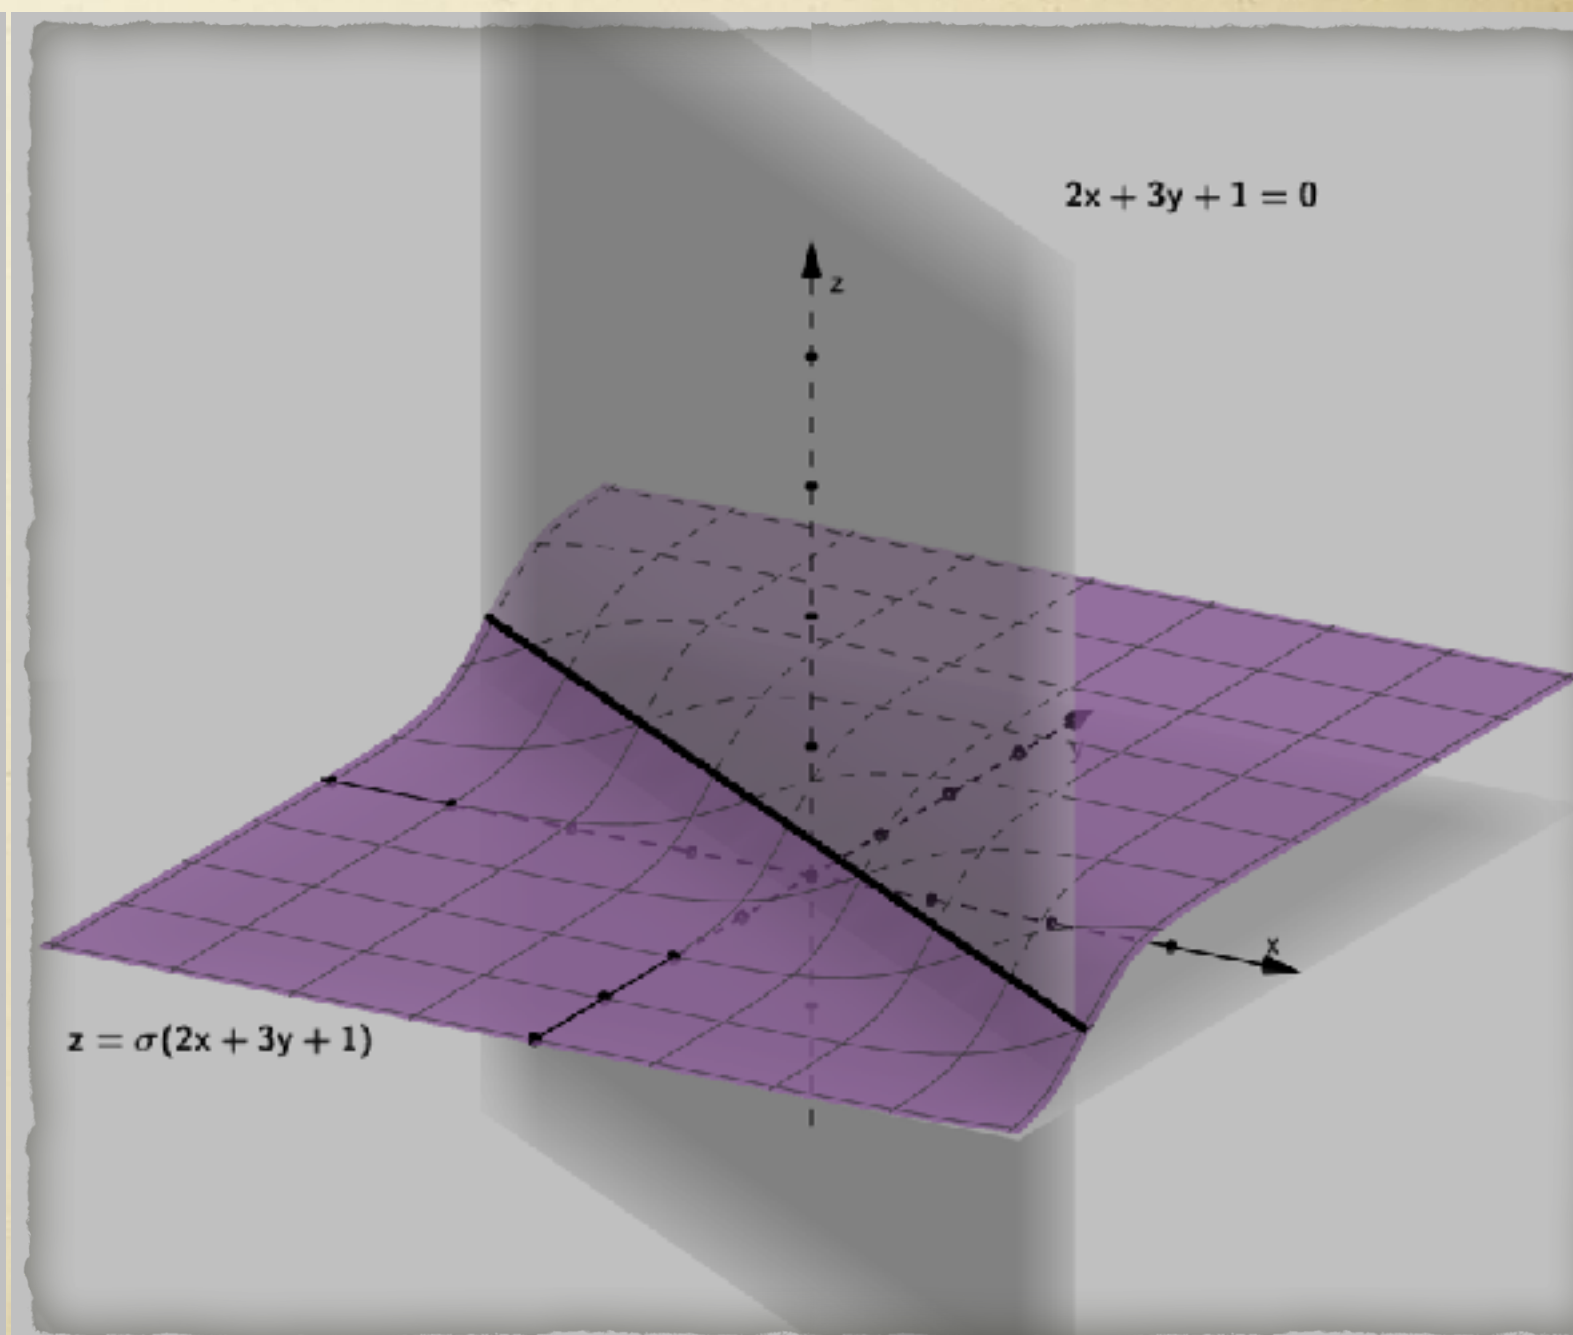 2x + 3y + 1 = 0
z
y
x
z = σ(2x + 3y + 1)